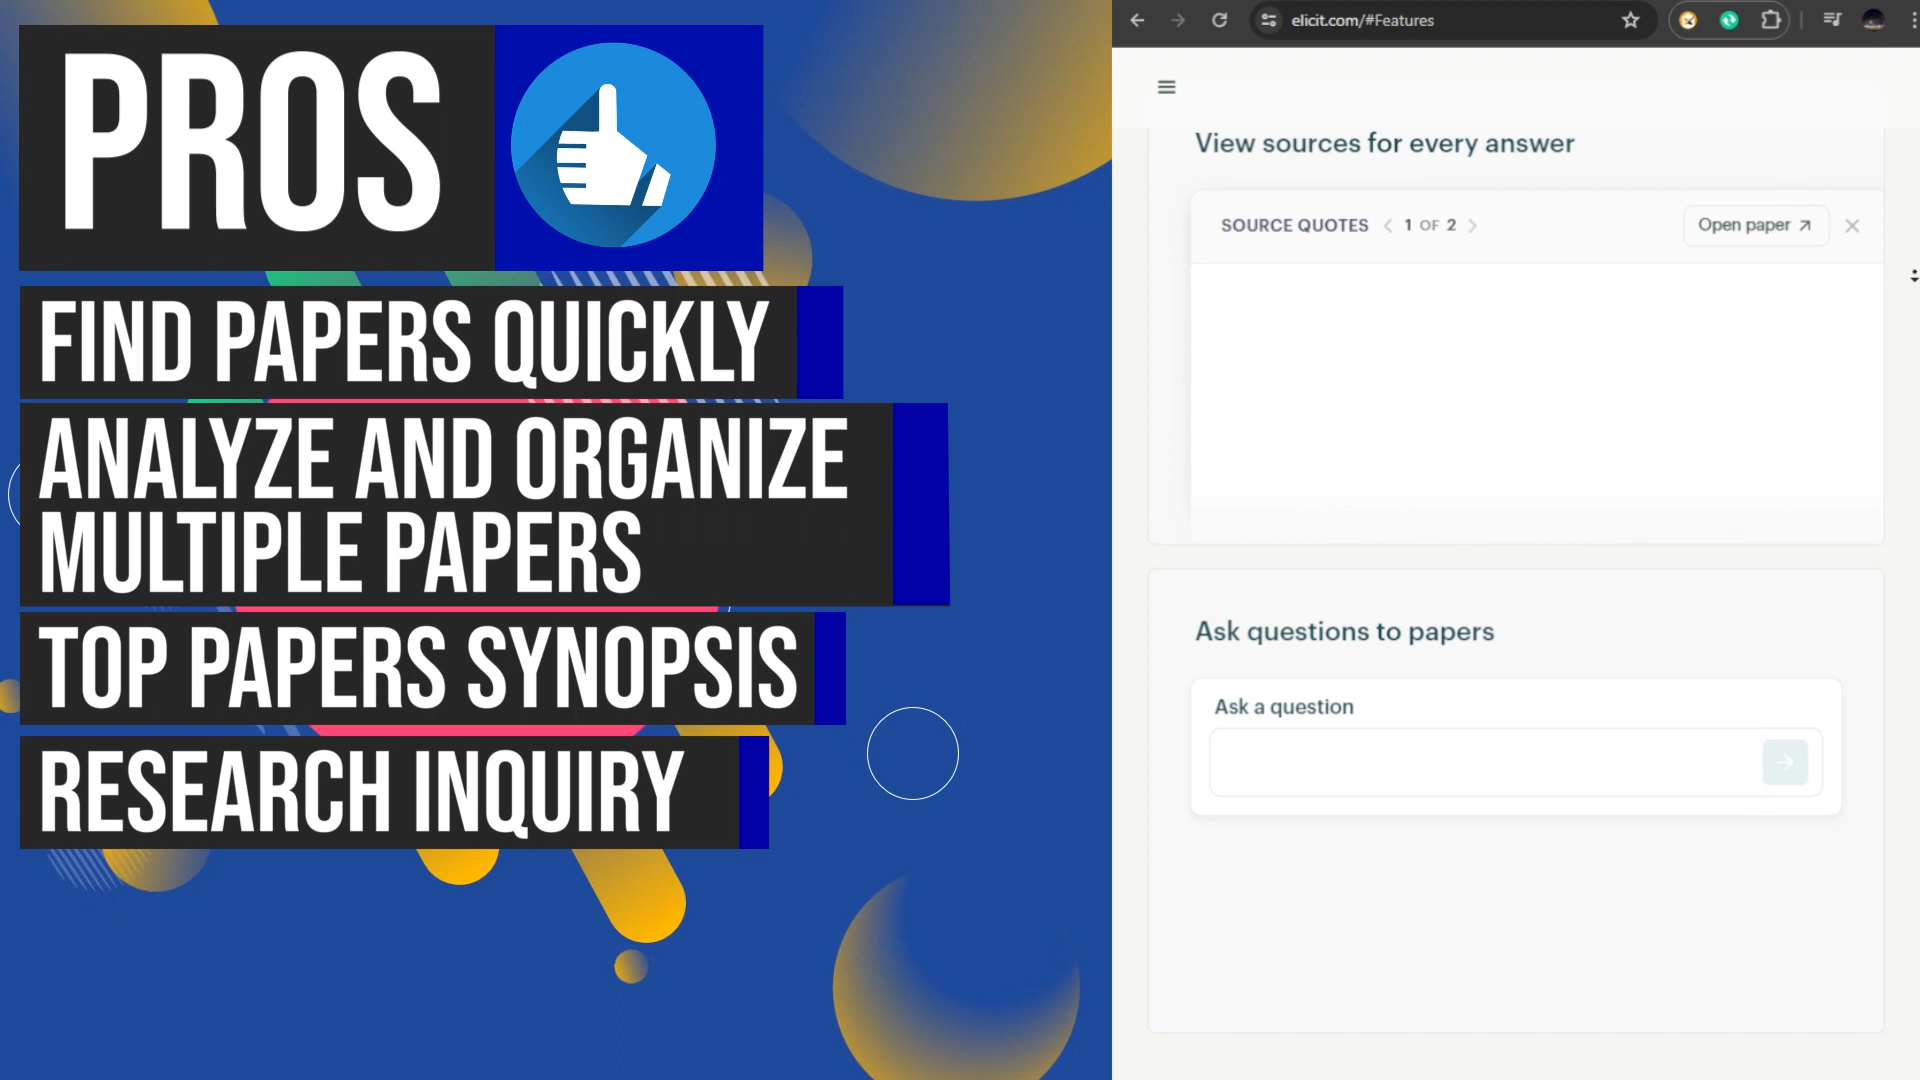 PROS
FIND PAPERS QUICKLY
ANALYZE AND ORGANIZE
MULTIPLE PAPERS
TOP PAPERS SYNOPSIS
RESEARCH INQUIRY
elicit.com/#Features
View sources for every answer
SOURCE QUOTES < 1 OF 2 >
Open paper
Ask questions to papers
Ask a question